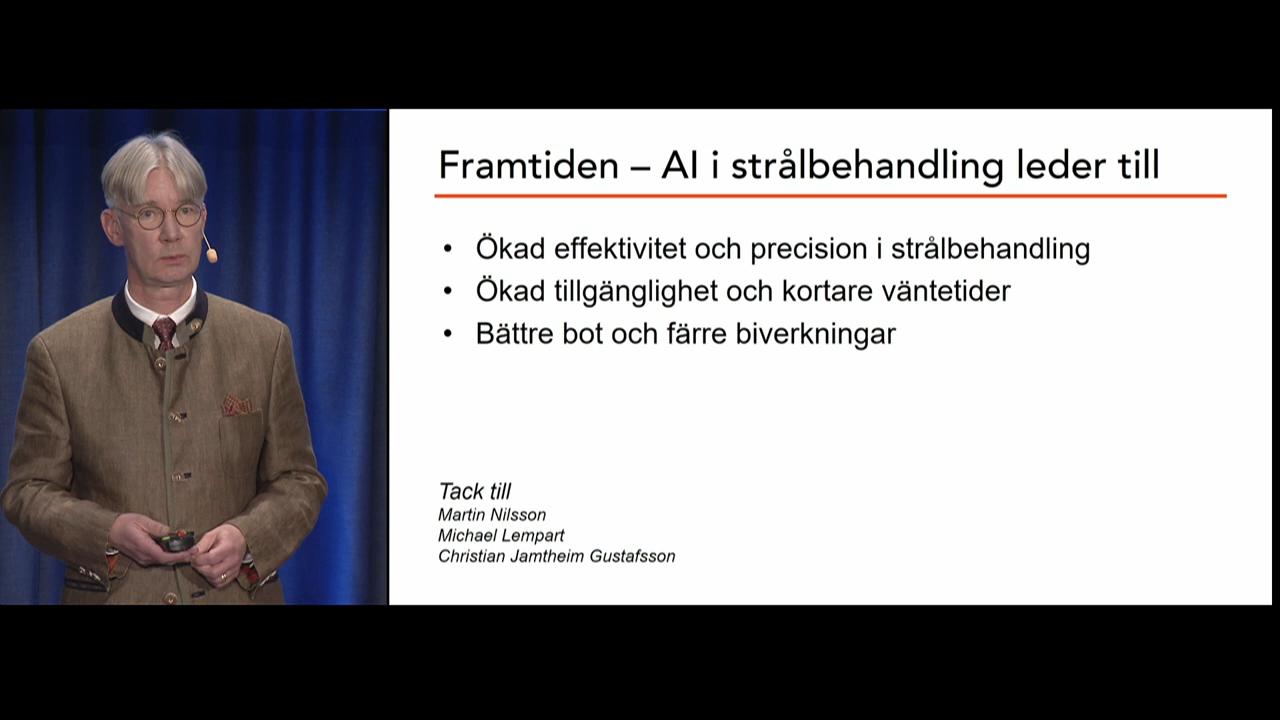 Framtiden – AI i strålbehandling leder till
• Ökad effektivitet och precision i strålbehandling
• Ökad tillgänglighet och kortare väntetider
• Bättre bot och färre biverkningar
Tack till
Martin Nilsson
Michael Lempart
Christian Jamtheim Gustafsson